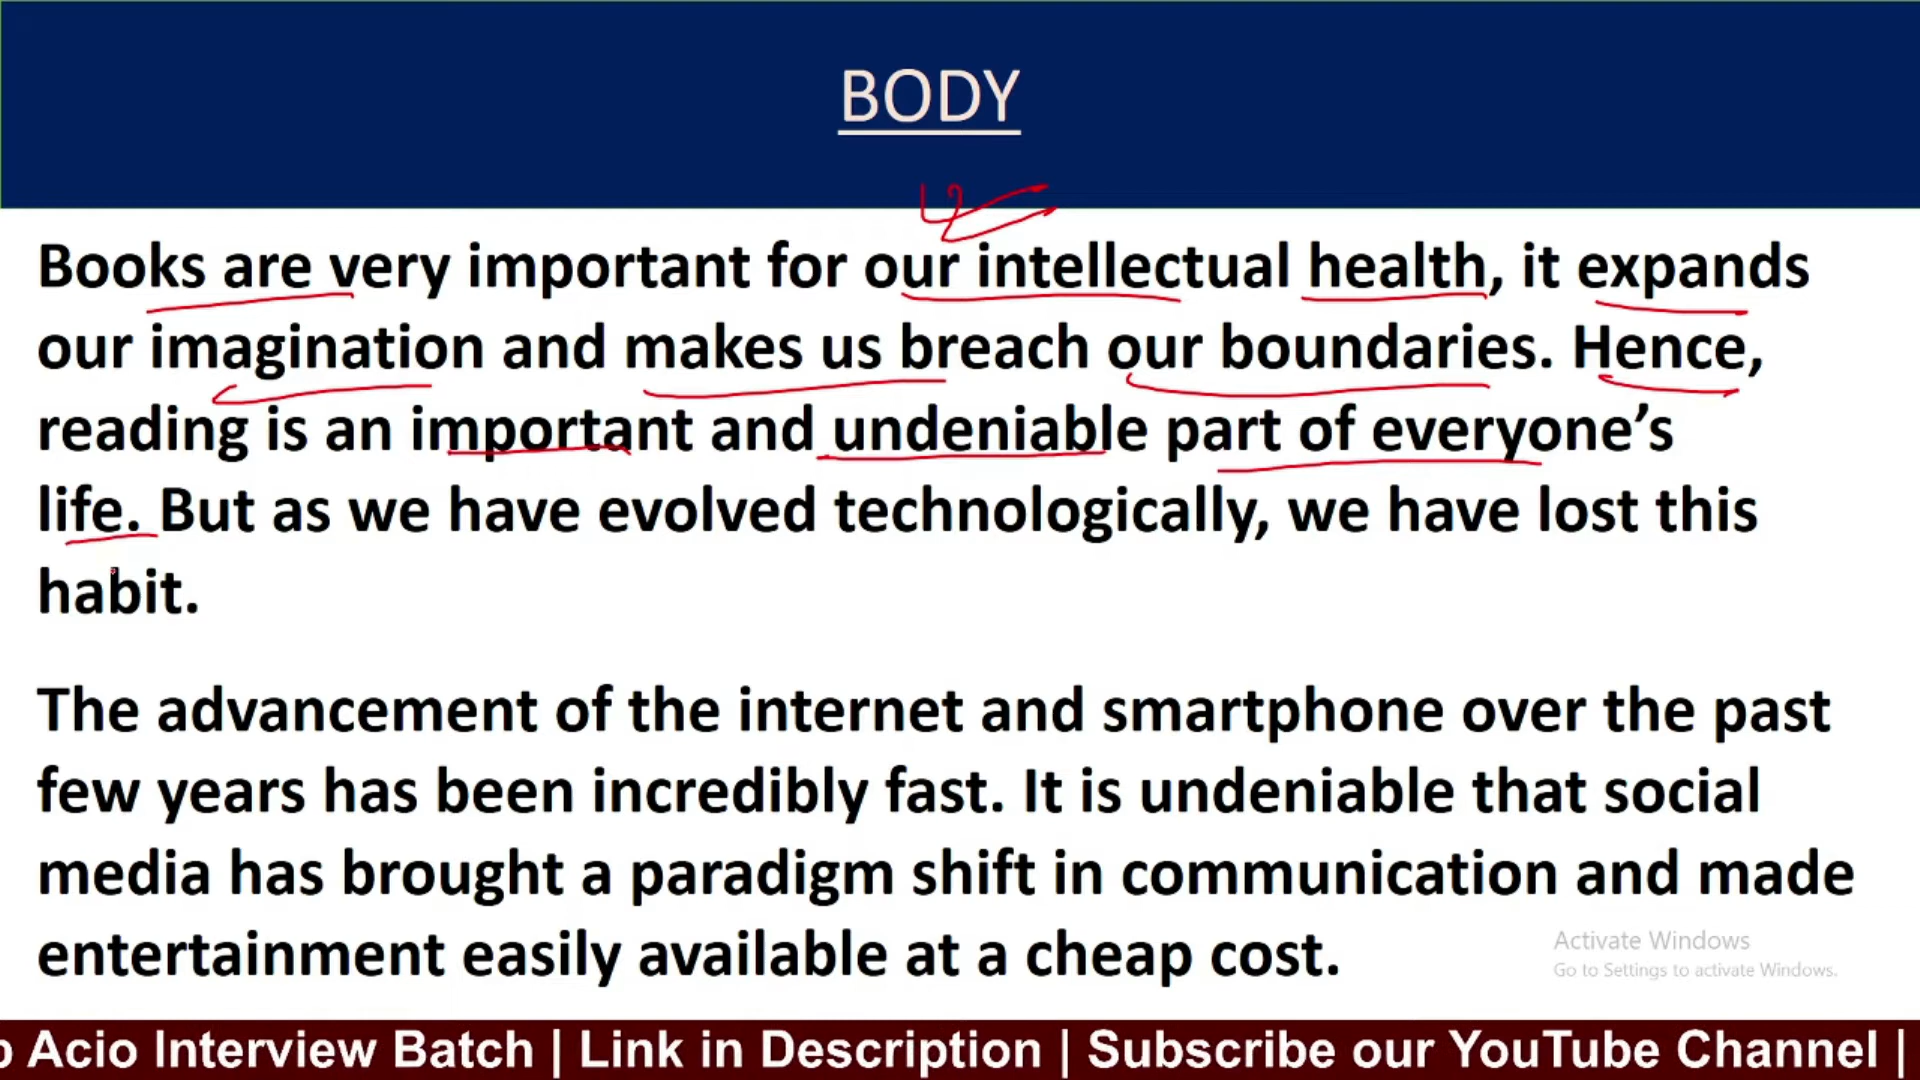 BODY
Books are very important for our intellectual health, it expands
our imagination and makes us breach our boundaries. Hence,
reading is an important and undeniable part of everyone’s
life. But as we have evolved technologically, we have lost this
habit.
The advancement of the internet and smartphone over the past
few years has been incredibly fast. It is undeniable that social
media has brought a paradigm shift in communication and made
entertainment easily available at a cheap cost.
Activate Windows
Go to Settings to activate Windows.
Acio Interview Batch | Link in Description | Subscribe our YouTube Channel |